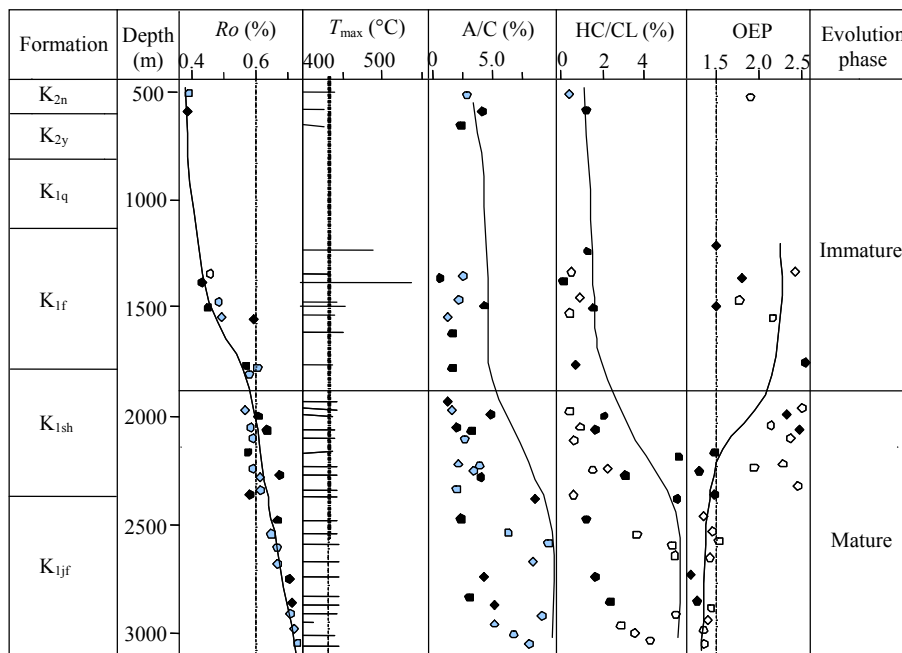 Formation Depth (m) Ro (%) Tmax (°C) A/C (%) HC/CL (%) OEP Evolution phase
0.4 0.6 400 500 0 5.0 0 2 4 1.5 2.0 2.5
K2n 500
K2y
K1q 1000
K1f 1500 Immature
K1sh 2000
K1jf 2500 Mature
3000